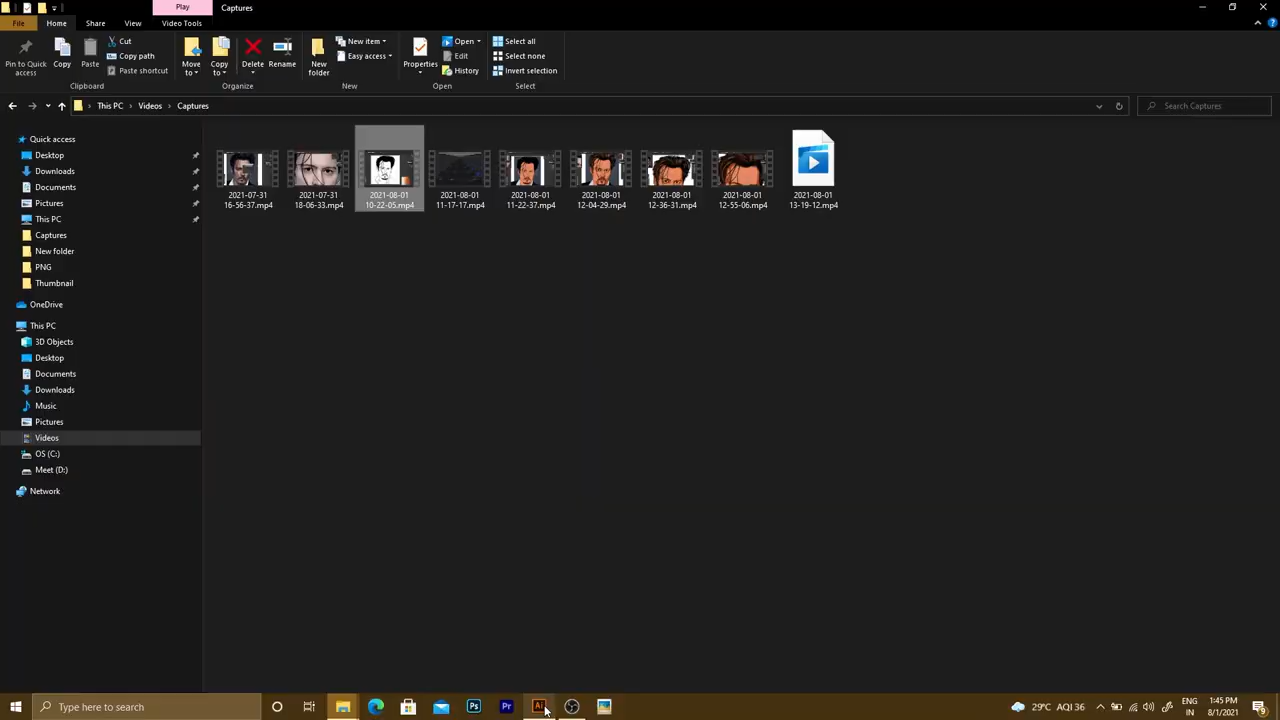 Play
Captures
File
Home
Share
View
Video Tools
Pin to Quick access
Copy
Paste
Cut
Copy path
Paste shortcut
Clipboard
Move to
Copy to
Delete
Rename
Organize
New folder
New item
Easy access
New
Properties
Open
Edit
History
Open
Select all
Select none
Invert selection
Select
This PC
Videos
Captures
Search Captures
Quick access
Desktop
Downloads
Documents
Pictures
This PC
Captures
New folder
PNG
Thumbnail
OneDrive
This PC
3D Objects
Desktop
Documents
Downloads
Music
Pictures
Videos
OS (C:)
Meet (D:)
Network
2021-07-31
16-56-37.mp4
2021-07-31
18-06-33.mp4
2021-08-01
10-22-05.mp4
2021-08-01
11-17-17.mp4
2021-08-01
11-22-37.mp4
2021-08-01
12-04-29.mp4
2021-08-01
12-36-31.mp4
2021-08-01
12-55-06.mp4
2021-08-01
13-19-12.mp4
Type here to search
Ps
Pr
Ai
29°C AQI 36
ENG
IN
1:45 PM
8/1/2021